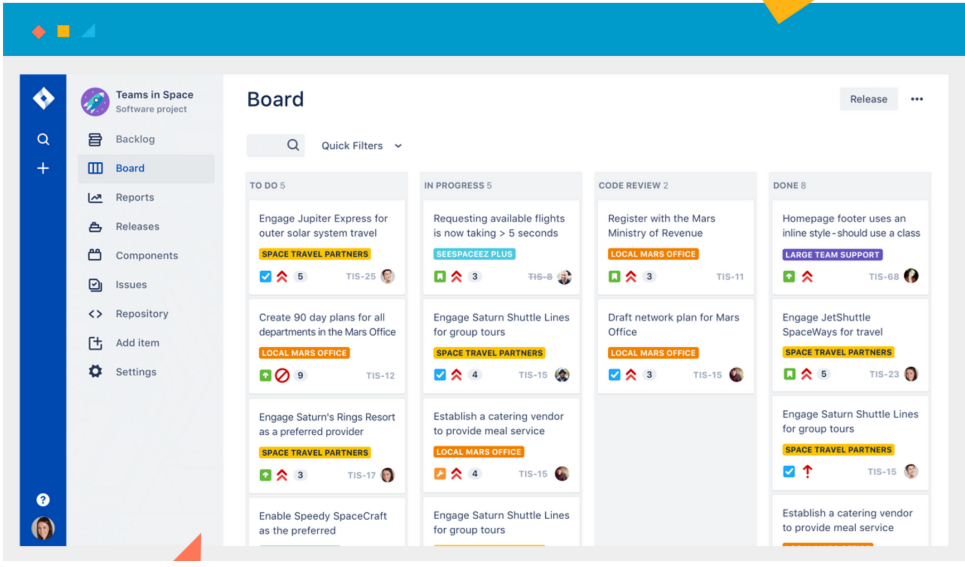 Teams in Space
Software project
Backlog
Board
Reports
Releases
Components
Issues
Repository
Add item
Settings
Board
Release
Quick Filters
TO DO 5
Engage Jupiter Express for
outer solar system travel
SPACE TRAVEL PARTNERS
5 TIS-25
Create 90 day plans for all
departments in the Mars Office
LOCAL MARS OFFICE
9 TIS-12
Engage Saturn's Rings Resort
as a preferred provider
SPACE TRAVEL PARTNERS
3 TIS-17
Enable Speedy SpaceCraft
as the preferred
IN PROGRESS 5
Requesting available flights
is now taking > 5 seconds
SEESPACEEZ PLUS
3 TIS-8
Engage Saturn Shuttle Lines
for group tours
SPACE TRAVEL PARTNERS
4 TIS-15
Establish a catering vendor
to provide meal service
LOCAL MARS OFFICE
4 TIS-15
Engage Saturn Shuttle Lines
for group tours
CODE REVIEW 2
Register with the Mars
Ministry of Revenue
LOCAL MARS OFFICE
3 TIS-11
Draft network plan for Mars
Office
LOCAL MARS OFFICE
3 TIS-15
DONE 8
Homepage footer uses an
inline style - should use a class
LARGE TEAM SUPPORT
TIS-68
Engage JetShuttle
SpaceWays for travel
SPACE TRAVEL PARTNERS
5 TIS-23
Engage Saturn Shuttle Lines
for group tours
SPACE TRAVEL PARTNERS
TIS-15
Establish a catering vendor
to provide meal service